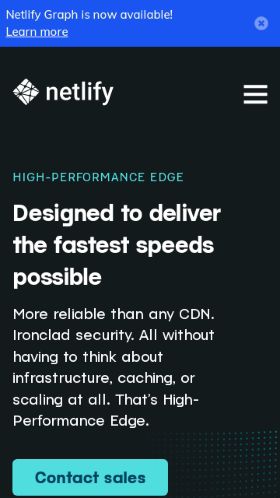 Netlify Graph is now available!
Learn more
netlify
HIGH-PERFORMANCE EDGE
Designed to deliver
the fastest speeds
possible
More reliable than any CDN.
Ironclad security. All without
having to think about
infrastructure, caching, or
scaling at all. That's High-
Performance Edge.
Contact sales